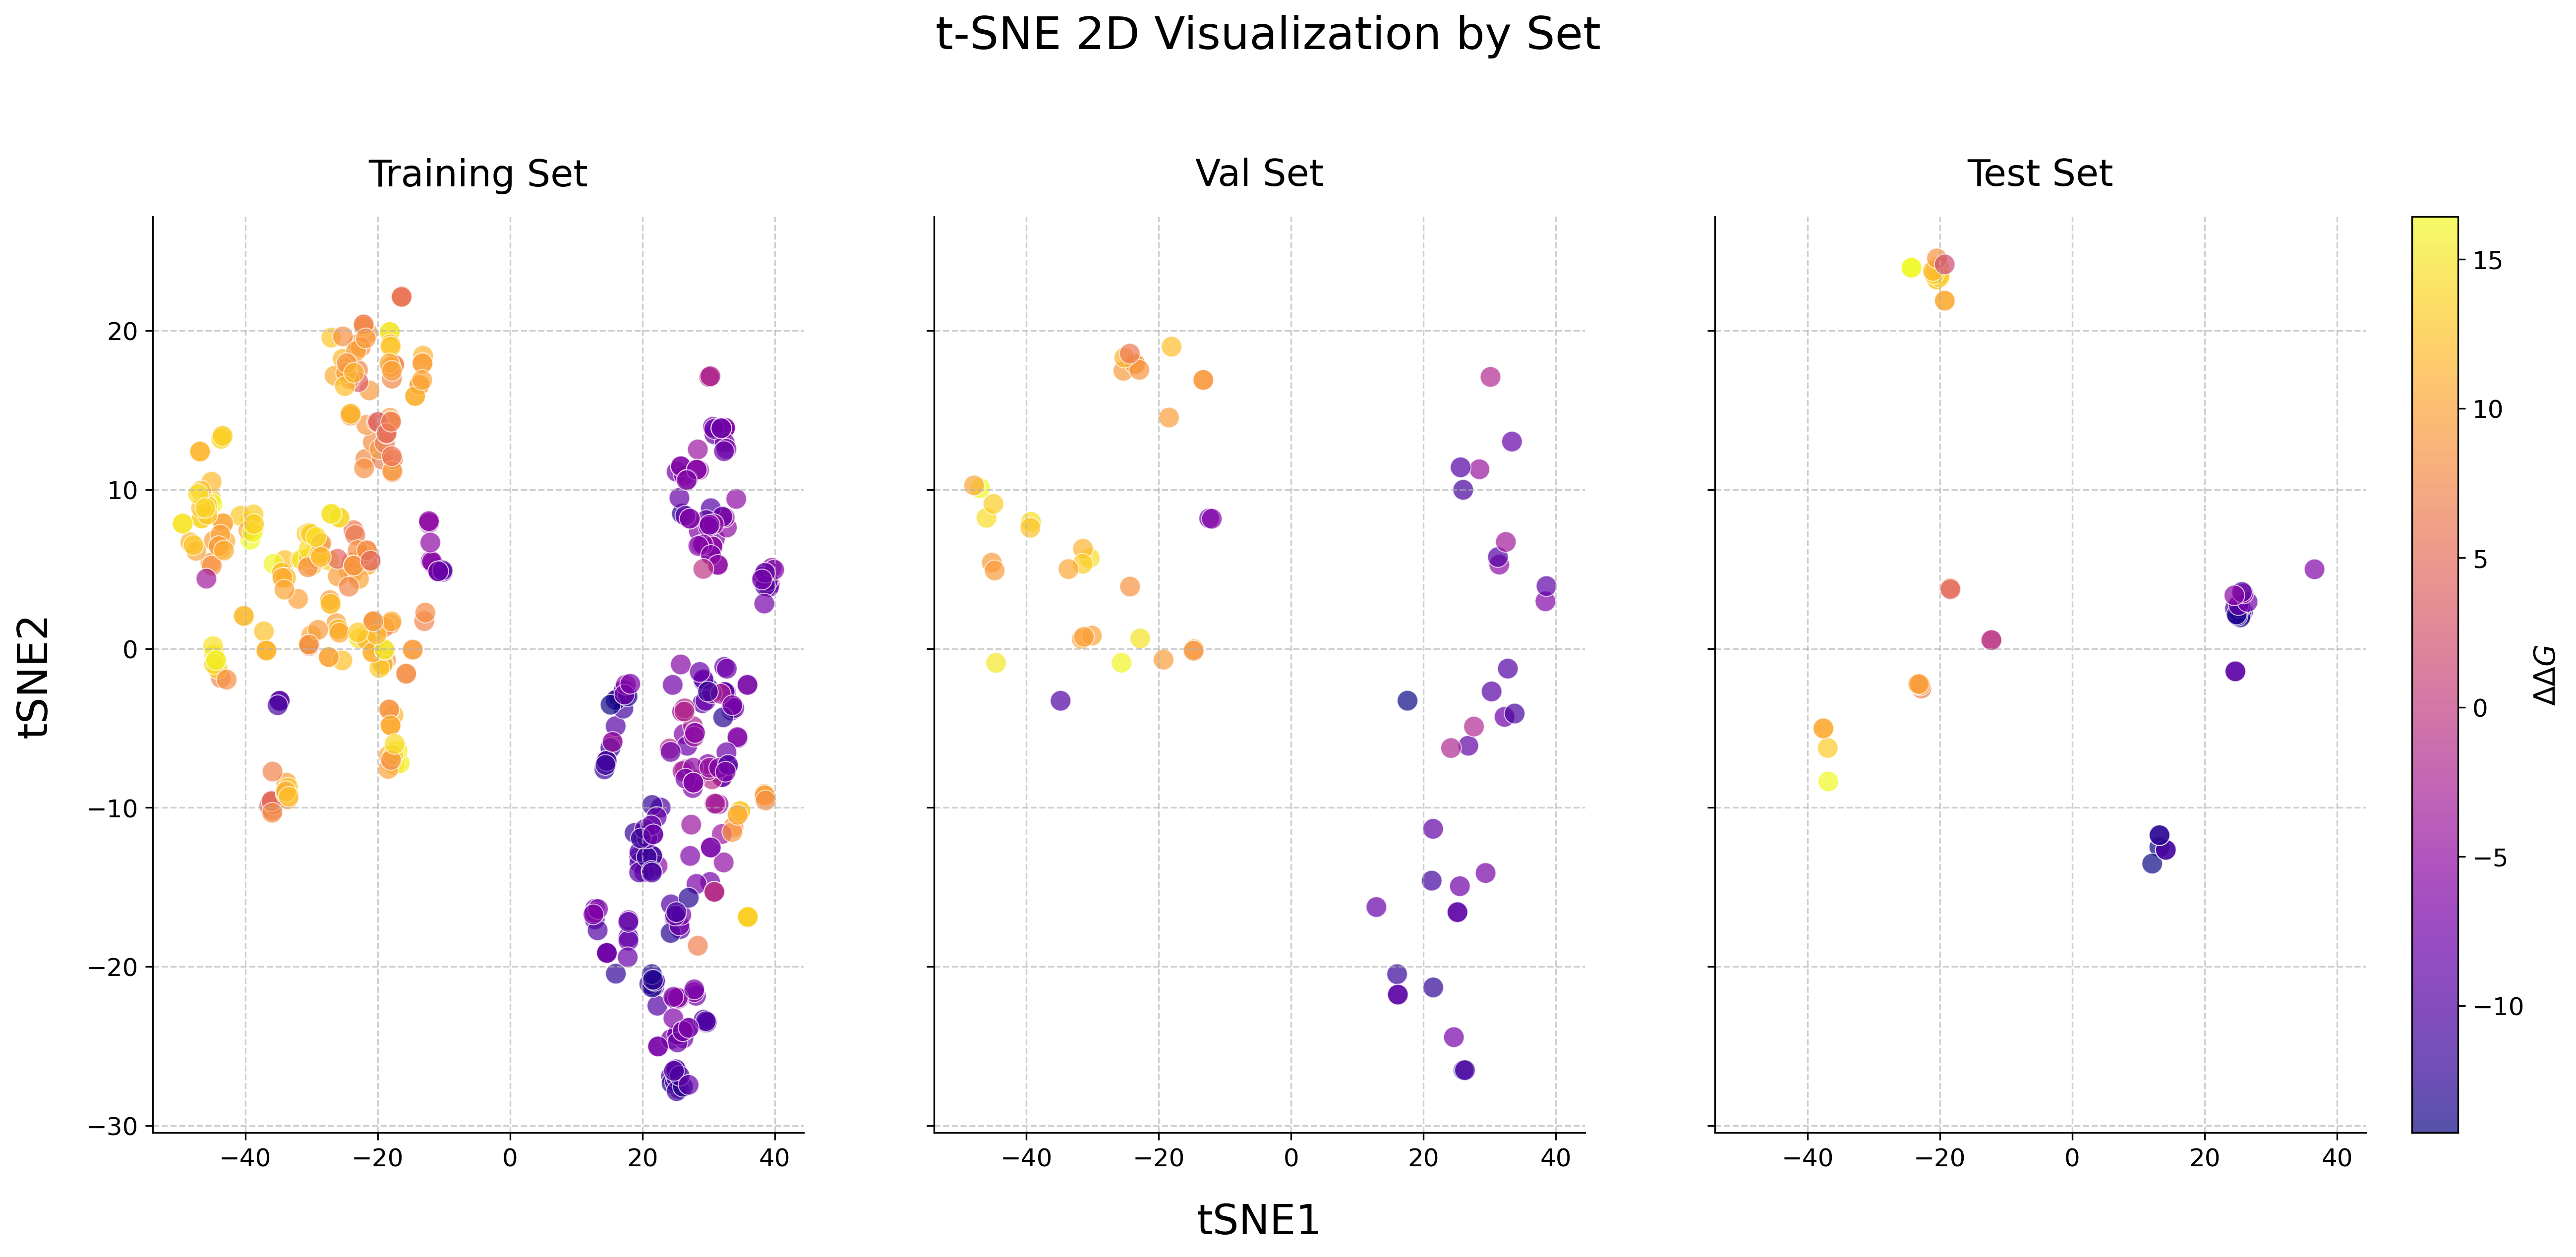 t-SNE 2D Visualization by Set
Training Set
Val Set
Test Set
tSNE2
20
10
0
−10
−20
−30
−40 −20 0 20 40
−40 −20 0 20 40
−40 −20 0 20 40
tSNE1
15
10
5
0
−5
−10
ΔΔG